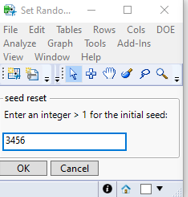 Set Rando...
File Edit Tables Rows Cols DOE
Analyze Graph Tools Add-Ins
View Window Help
seed reset
Enter an integer > 1 for the initial seed:
3456
OK Cancel